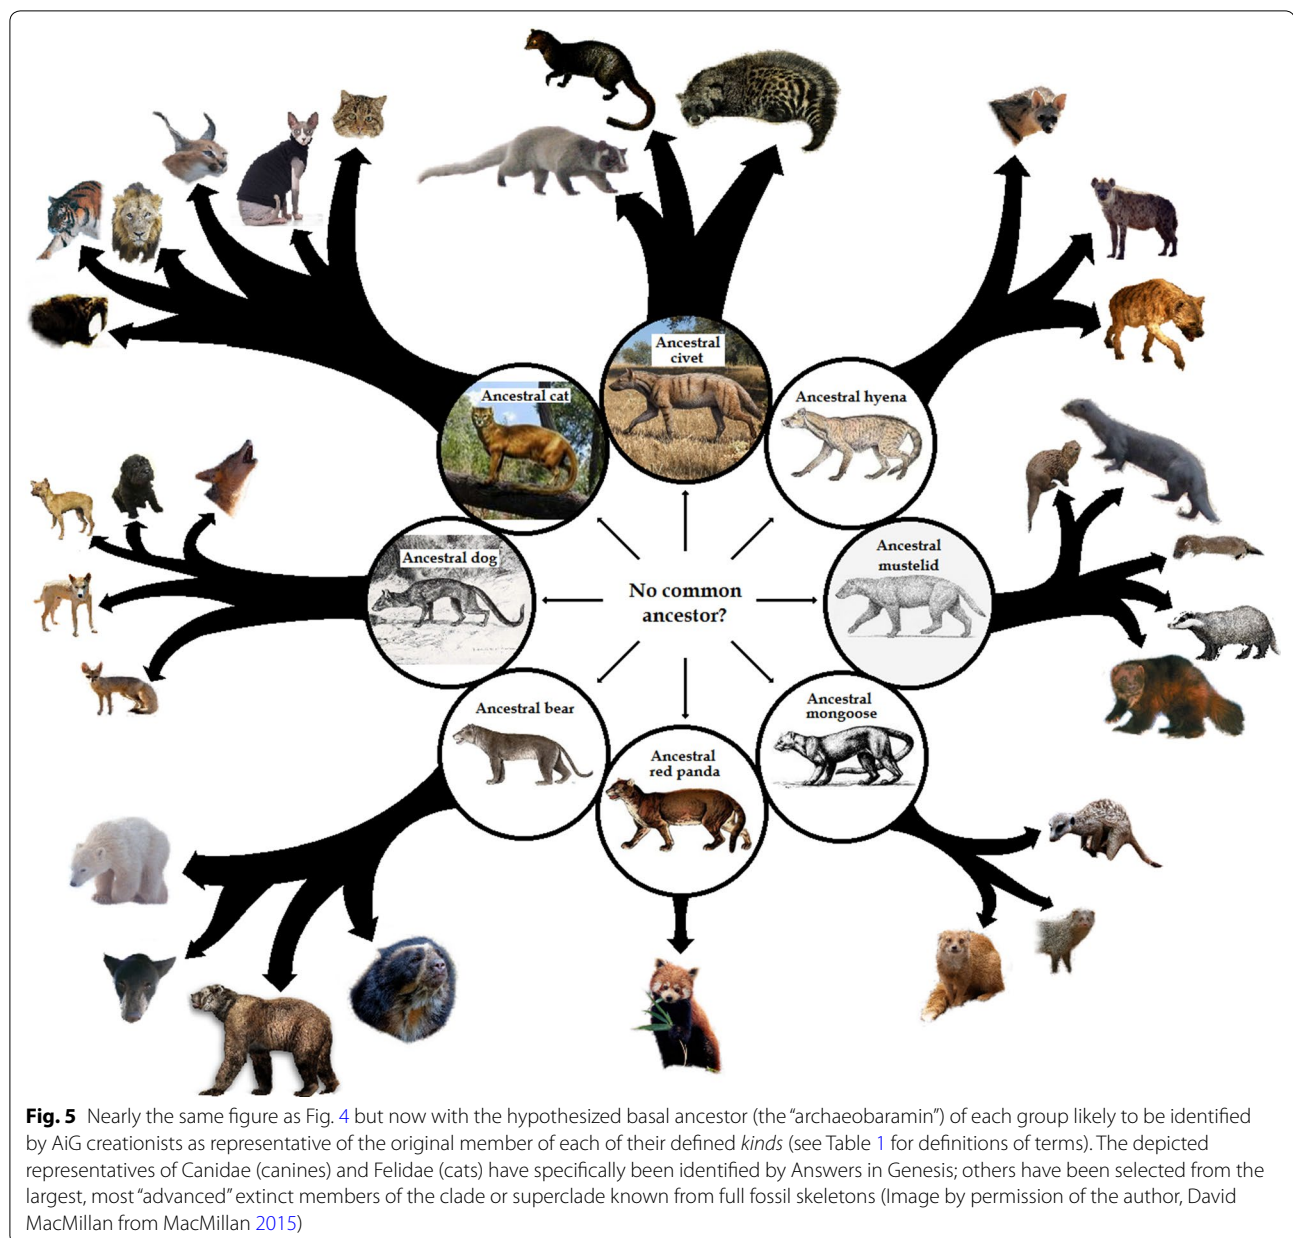 Ancestral
civet
Ancestral cat
Ancestral hyena
Ancestral dog
Ancestral
mustelid
No common
ancestor?
Ancestral bear
Ancestral
mongoose
Ancestral
red panda
Fig. 5 Nearly the same figure as Fig. 4 but now with the hypothesized basal ancestor (the “archaeobaramin”) of each group likely to be identified
by AiG creationists as representative of the original member of each of their defined kinds (see Table 1 for definitions of terms). The depicted
representatives of Canidae (canines) and Felidae (cats) have specifically been identified by Answers in Genesis; others have been selected from the
largest, most “advanced” extinct members of the clade or superclade known from full fossil skeletons (Image by permission of the author, David
MacMillan from MacMillan 2015)